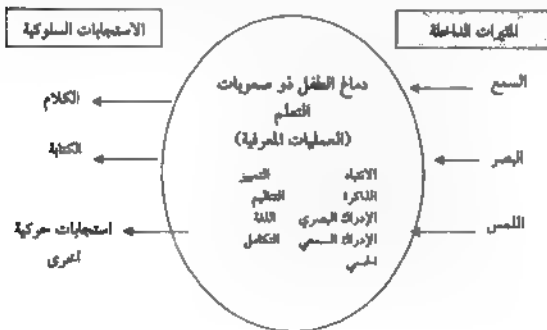 المثيرات الداخلة
الاستجابات السلوكية
السمع
البصر
اللمس
دماغ الطفل ذو صعوبات
التعلم
(العمليات المعرفية)
الانتباه التمييز
الذاكرة التنظيم
الإدراك البصري اللغة
الإدراك السمعي التكامل
الحسي
الكلام
الكتابة
استجابات حركية
أخرى